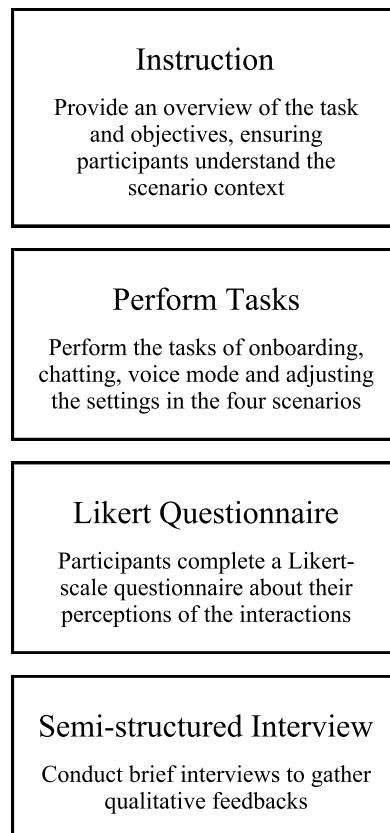 Instruction
Provide an overview of the task
and objectives, ensuring
participants understand the
scenario context
Perform Tasks
Perform the tasks of onboarding,
chatting, voice mode and adjusting
the settings in the four scenarios
Likert Questionnaire
Participants complete a Likert-
scale questionnaire about their
perceptions of the interactions
Semi-structured Interview
Conduct brief interviews to gather
qualitative feedbacks